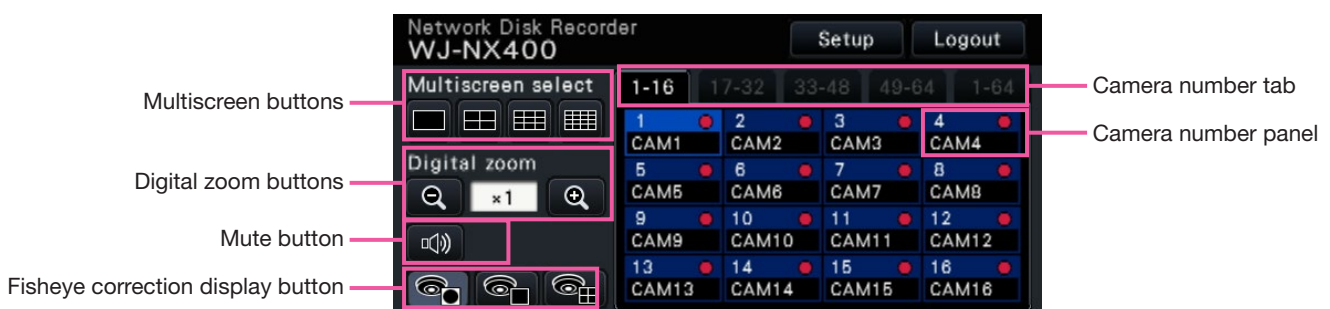 Network Disk Recorder
WJ-NX400
Setup
Logout
Multiscreen buttons
Multiscreen select
1-16 17-32 33-48 49-64 1-64
Camera number tab
1 2 3 4
CAM1 CAM2 CAM3 CAM4
Camera number panel
Digital zoom buttons
Digital zoom
×1
5 6 7 8
CAM5 CAM6 CAM7 CAM8
Mute button
9 10 11 12
CAM9 CAM10 CAM11 CAM12
Fisheye correction display button
13 14 15 16
CAM13 CAM14 CAM15 CAM16